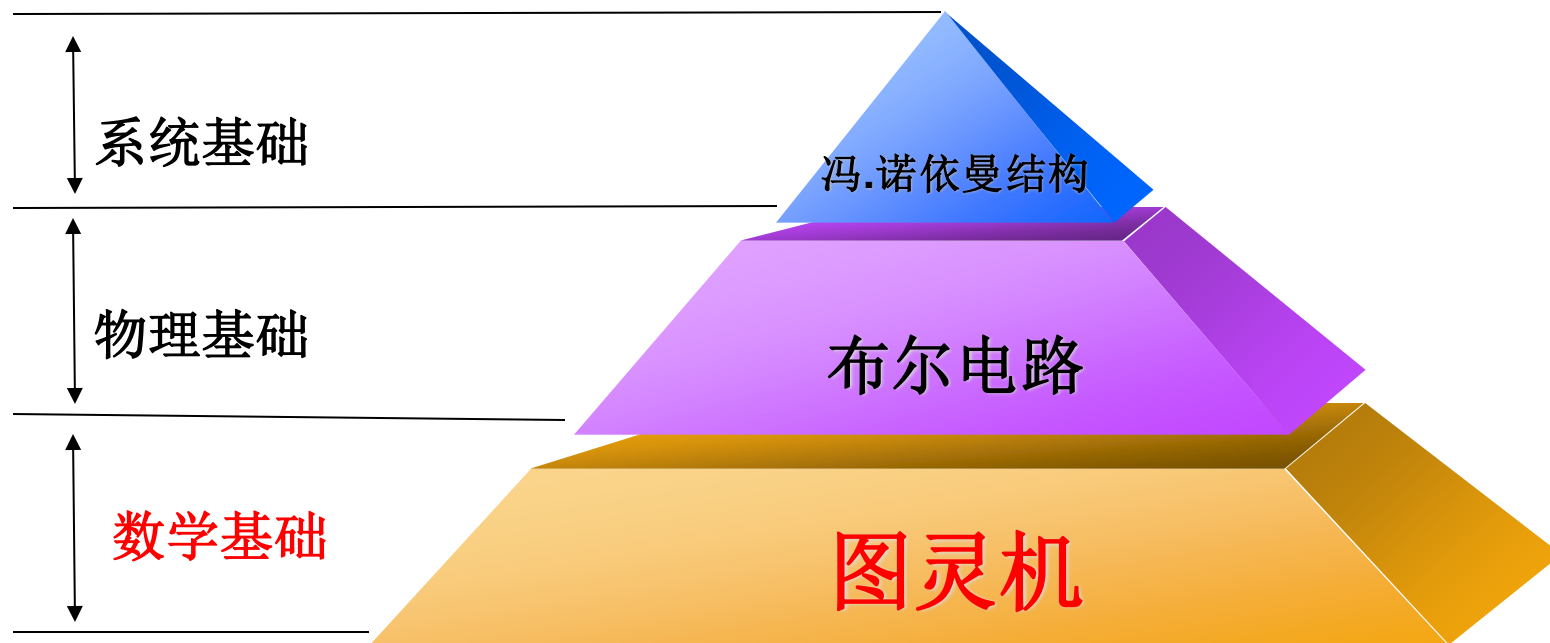 系统基础
冯.诺依曼结构
物理基础
布尔电路
数学基础
图灵机